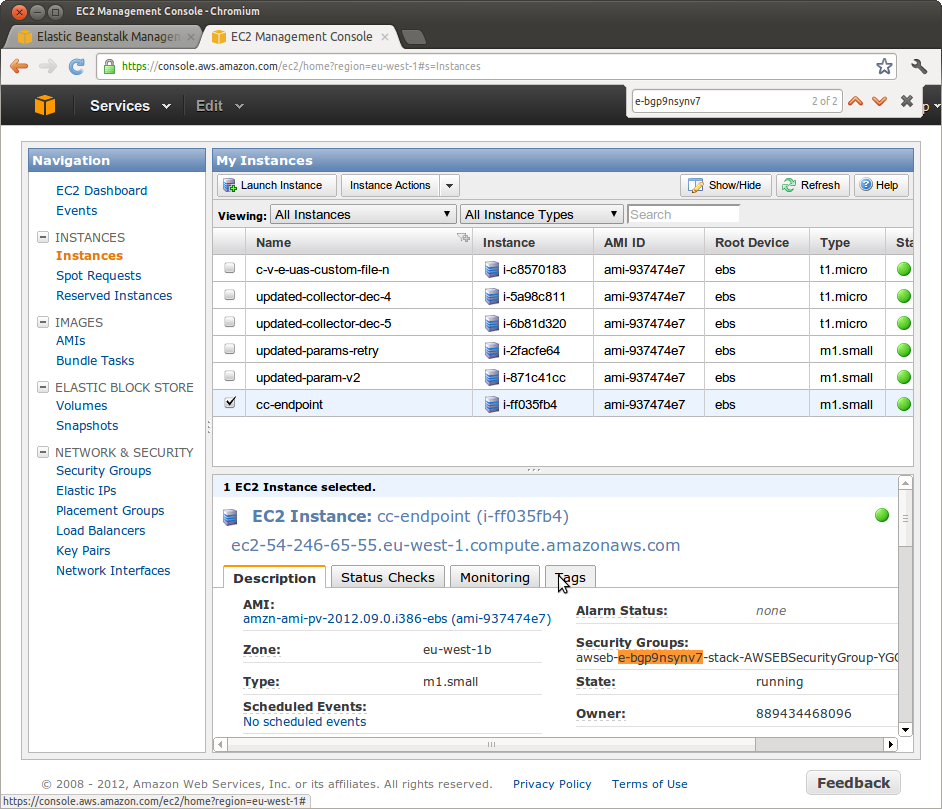 EC2 Management Console - Chromium
Elastic Beanstalk Managem
EC2 Management Console
https://console.aws.amazon.com/ec2/home?region=eu-west-1#s=Instances
Services Edit
e-bgp9nsynv7 2 of 2
p
Navigation
EC2 Dashboard
Events
INSTANCES
Instances
Spot Requests
Reserved Instances
IMAGES
AMIs
Bundle Tasks
ELASTIC BLOCK STORE
Volumes
Snapshots
NETWORK & SECURITY
Security Groups
Elastic IPs
Placement Groups
Load Balancers
Key Pairs
Network Interfaces
My Instances
Launch Instance Instance Actions Show/Hide Refresh Help
Viewing: All Instances All Instance Types Search
Name Instance AMI ID Root Device Type Sta
c-v-e-uas-custom-file-n i-c8570183 ami-937474e7 ebs t1.micro
updated-collector-dec-4 i-5a98c811 ami-937474e7 ebs t1.micro
updated-collector-dec-5 i-6b81d320 ami-937474e7 ebs t1.micro
updated-params-retry i-2facfe64 ami-937474e7 ebs m1.small
updated-param-v2 i-871c41cc ami-937474e7 ebs m1.small
cc-endpoint i-ff035fb4 ami-937474e7 ebs m1.small
1 EC2 Instance selected.
EC2 Instance: cc-endpoint (i-ff035fb4)
ec2-54-246-65-55.eu-west-1.compute.amazonaws.com
Description Status Checks Monitoring Tags
AMI:
amzn-ami-pv-2012.09.0.i386-ebs (ami-937474e7)
Zone: eu-west-1b
Type: m1.small
Scheduled Events:
No scheduled events
Alarm Status: none
Security Groups:
awseb-e-bgp9nsynv7-stack-AWSEBSecurityGroup-YG
State: running
Owner: 889434468096
© 2008 - 2012, Amazon Web Services, Inc. or its affiliates. All rights reserved. Privacy Policy Terms of Use
Feedback
https://console.aws.amazon.com/ec2/home?region=eu-west-1#